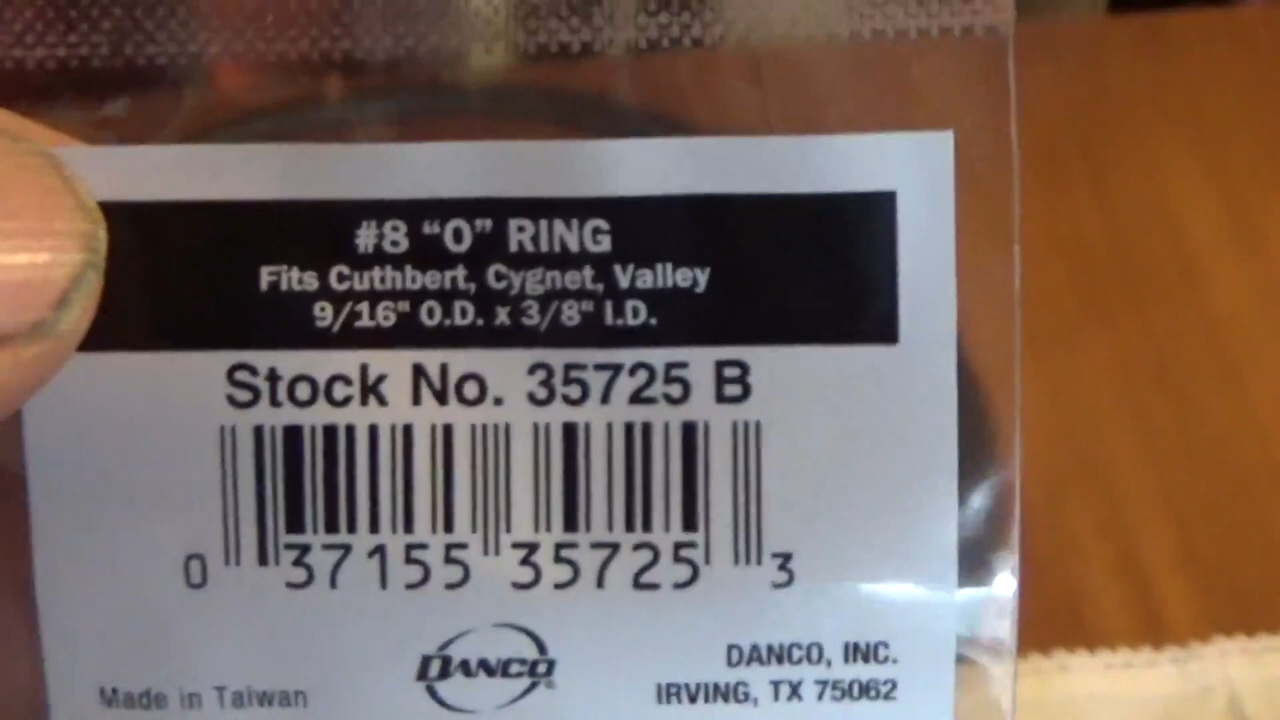 #8 “O” RING
Fits Cuthbert, Cygnet, Valley
9/16" O.D. x 3/8" I.D.
Stock No. 35725 B
0 37155 35725 3
DANCO®
DANCO, INC.
Made in Taiwan
IRVING, TX 75062